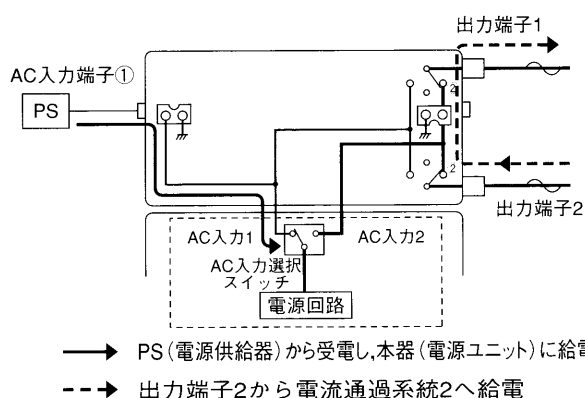 出力端子1
AC入力端子①
PS
2
2
出力端子2
AC入力1
AC入力2
AC入力選択
スイッチ
電源回路
PS(電源供給器)から受電し,本器(電源ユニット)に給電
出力端子2から電流通過系統2へ給電